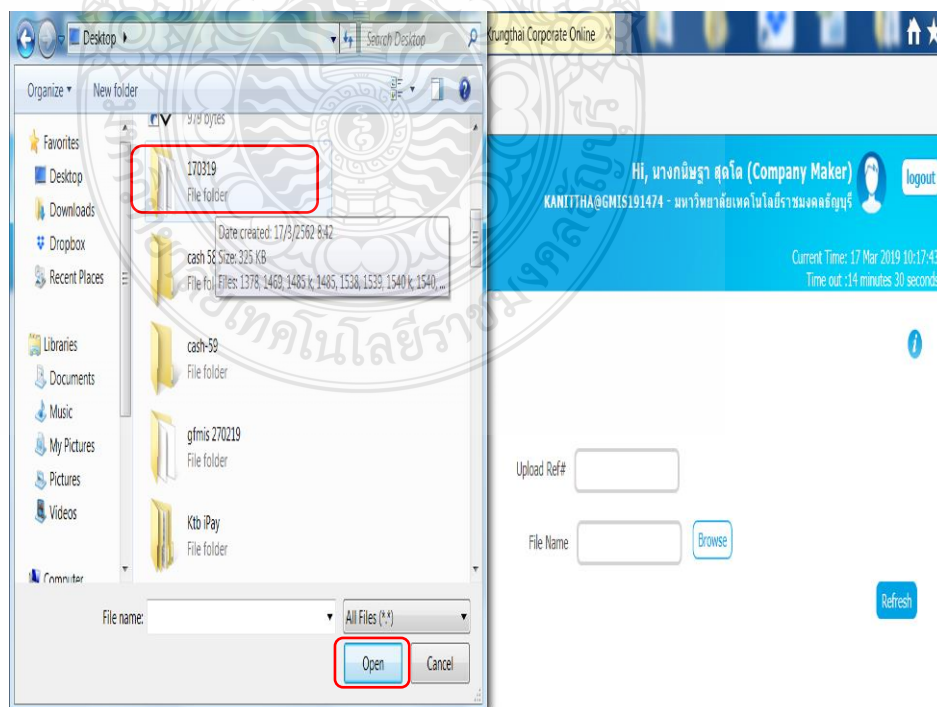 Desktop
Search Desktop
Organize
New folder
979 bytes
Favorites
Desktop
Downloads
Dropbox
Recent Places
Libraries
Documents
Music
My Pictures
Pictures
Videos
Computer
170319
File folder
Date created: 17/3/2562 8:42
cash 58
Size: 325 KB
File fol
Files: 1378, 1469, 1485 k, 1485, 1538, 1539, 1540 k, 1540, ...
cash-59
File folder
gfmis 270219
File folder
Ktb iPay
File folder
File name:
All Files (*.*)
Open
Cancel
Krungthai Corporate Online
Hi, นางกนิษฐา สุดโต (Company Maker)
KANITTHA@GMIS191474 - มหาวิทยาลัยเทคโนโลยีราชมงคลธัญบุรี
logout
Current Time: 17 Mar 2019 10:17:43
Time out :14 minutes 30 seconds
Upload Ref#
File Name
Browse
Refresh